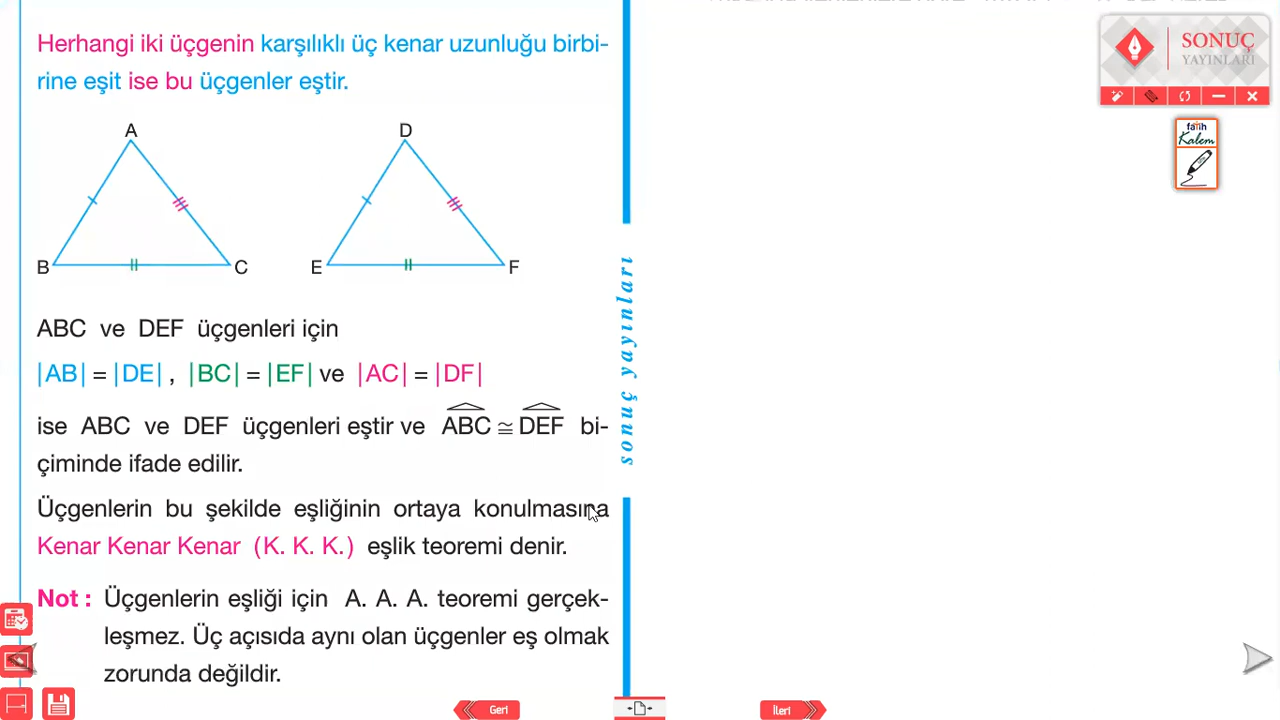 Herhangi iki üçgenin karşılıklı üç kenar uzunluğu birbi-
rine eşit ise bu üçgenler eştir.
A
D
B
C
E
F
ABC ve DEF üçgenleri için
|AB| = |DE| , |BC| = |EF| ve |AC| = |DF|
ise ABC ve DEF üçgenleri eştir ve ABC ≅ DEF bi-
çiminde ifade edilir.
Üçgenlerin bu şekilde eşliğinin ortaya konulmasına
Kenar Kenar Kenar (K. K. K.) eşlik teoremi denir.
Not : Üçgenlerin eşliği için A. A. A. teoremi gerçek-
leşmez. Üç açısıda aynı olan üçgenler eş olmak
zorunda değildir.
sonuç yayınları
SONUÇ
YAYINLARI
fatih
Kalem
Geri
İleri